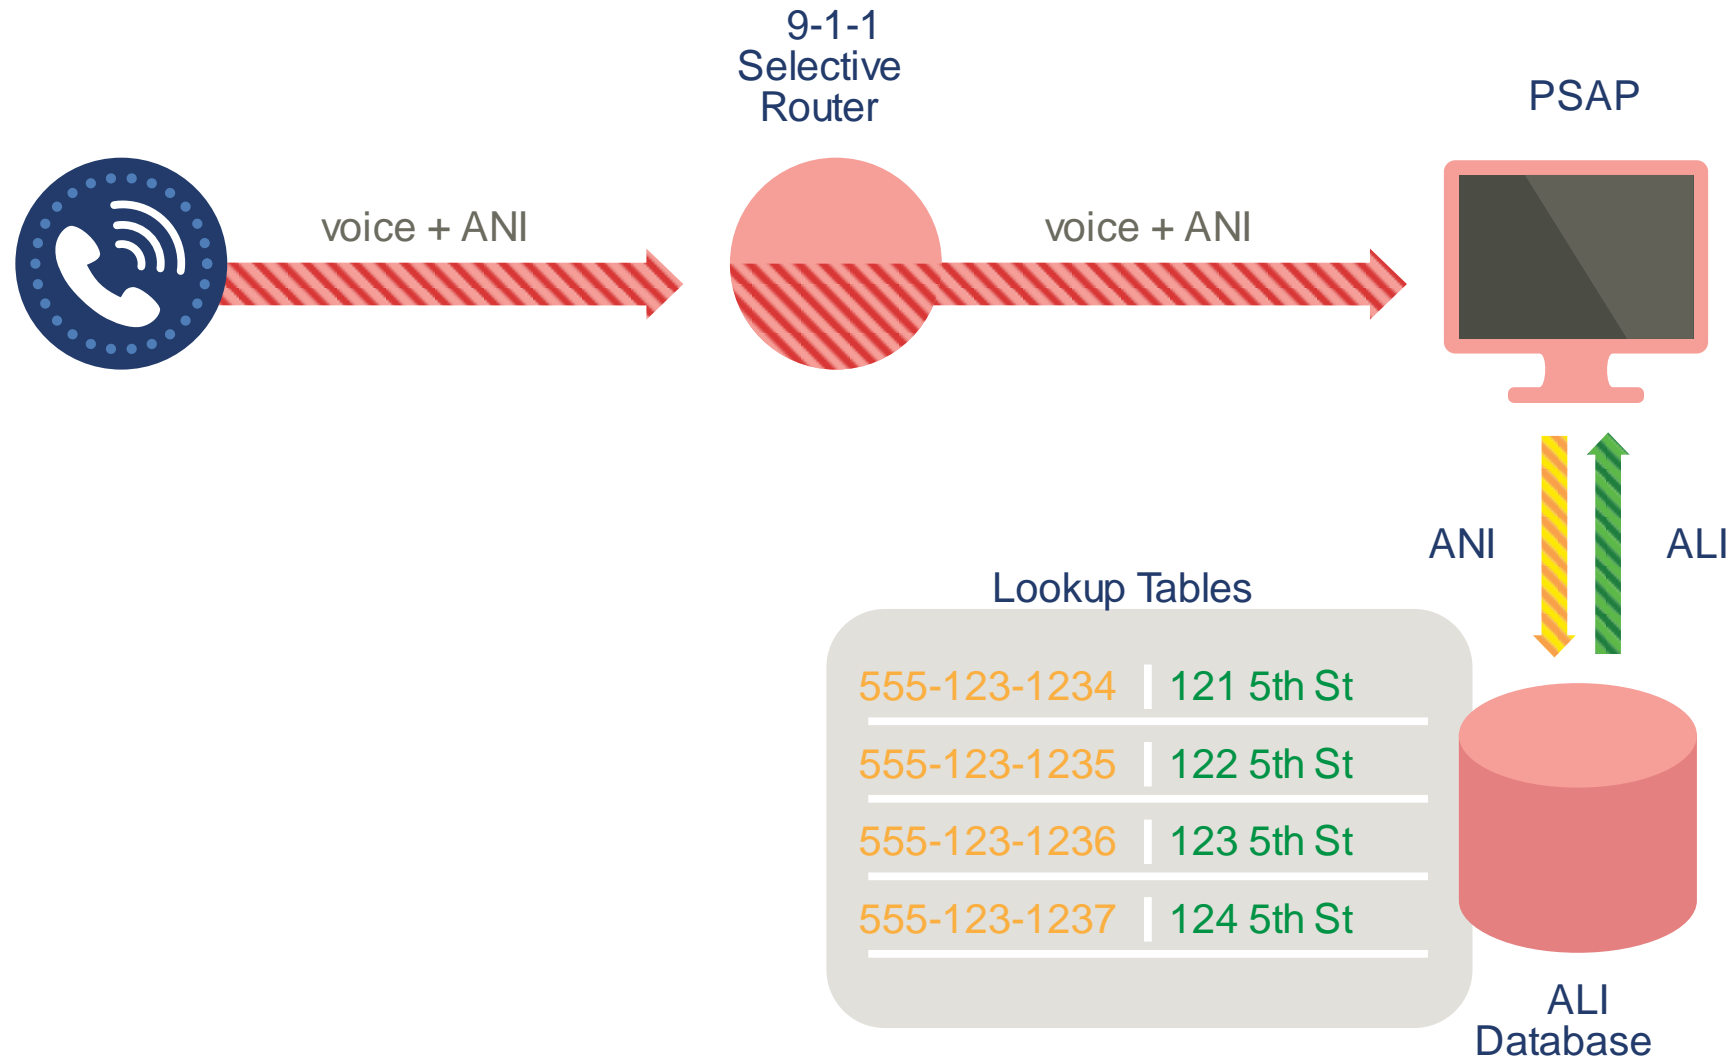 9-1-1
Selective
Router
PSAP
voice + ANI
voice + ANI
ANI
ALI
Lookup Tables
555-123-1234 121 5th St
555-123-1235 122 5th St
555-123-1236 123 5th St
555-123-1237 124 5th St
ALI
Database